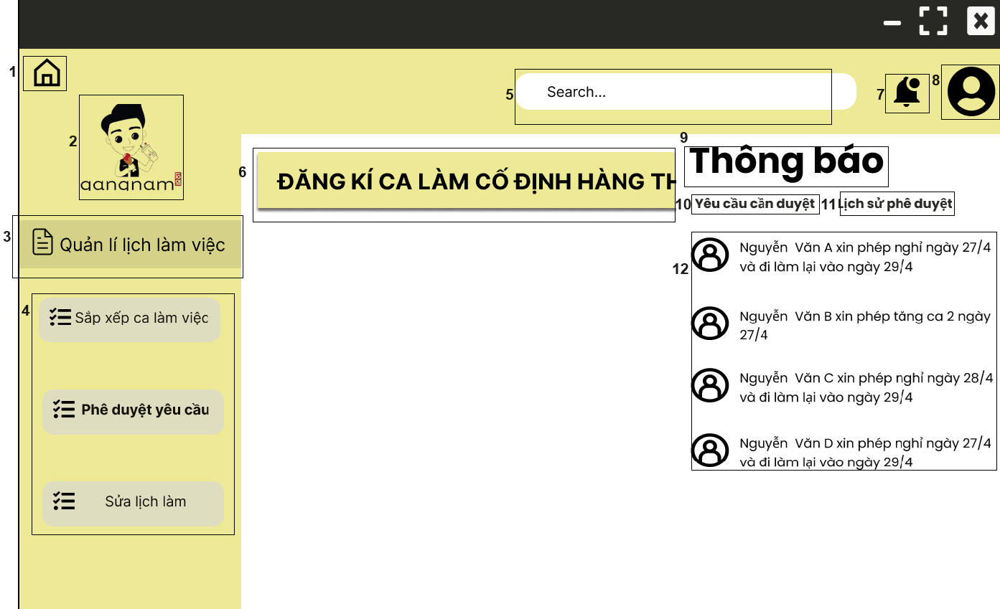 1
Search...
5
7
8
2
aananam
9
6
ĐĂNG KÍ CA LÀM CỐ ĐỊNH HÀNG TH
Thông báo
10 Yêu cầu cần duyệt
11 Lịch sử phê duyệt
3
Quản lí lịch làm việc
12
Nguyễn Văn A xin phép nghỉ ngày 27/4
và đi làm lại vào ngày 29/4
4
Sắp xếp ca làm việc
Nguyễn Văn B xin phép tăng ca 2 ngày
27/4
Phê duyệt yêu cầu
Nguyễn Văn C xin phép nghỉ ngày 28/4
và đi làm lại vào ngày 29/4
Sửa lịch làm
Nguyễn Văn D xin phép nghỉ ngày 27/4
và đi làm lại vào ngày 29/4